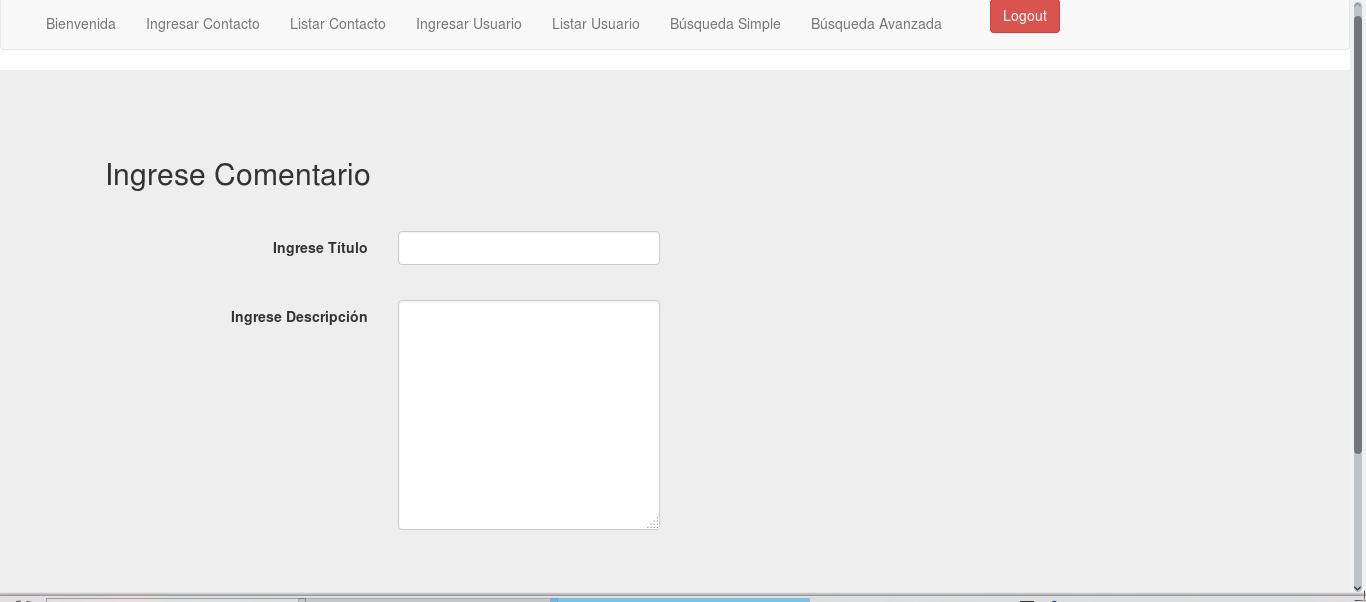 Bienvenida Ingresar Contacto Listar Contacto Ingresar Usuario Listar Usuario Búsqueda Simple Búsqueda Avanzada Logout
Ingrese Comentario
Ingrese Título
Ingrese Descripción